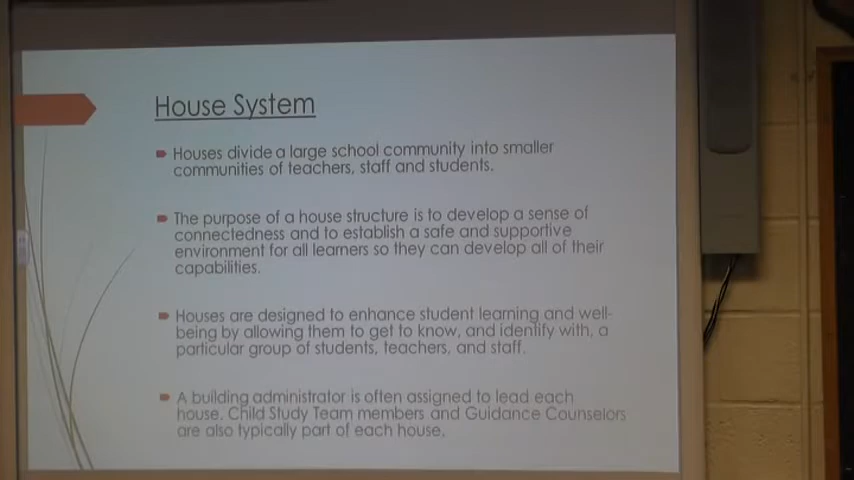 House System
Houses divide a large school community into smaller
communities of teachers, staff and students.
The purpose of a house structure is to develop a sense of
connectedness and to establish a safe and supportive
environment for all learners so they can develop all of their
capabilities.
Houses are designed to enhance student learning and well-
being by allowing them to get to know, and identify with, a
particular group of students, teachers, and staff.
A building administrator is often assigned to lead each
house. Child Study Team members and Guidance Counselors
are also typically part of each house.